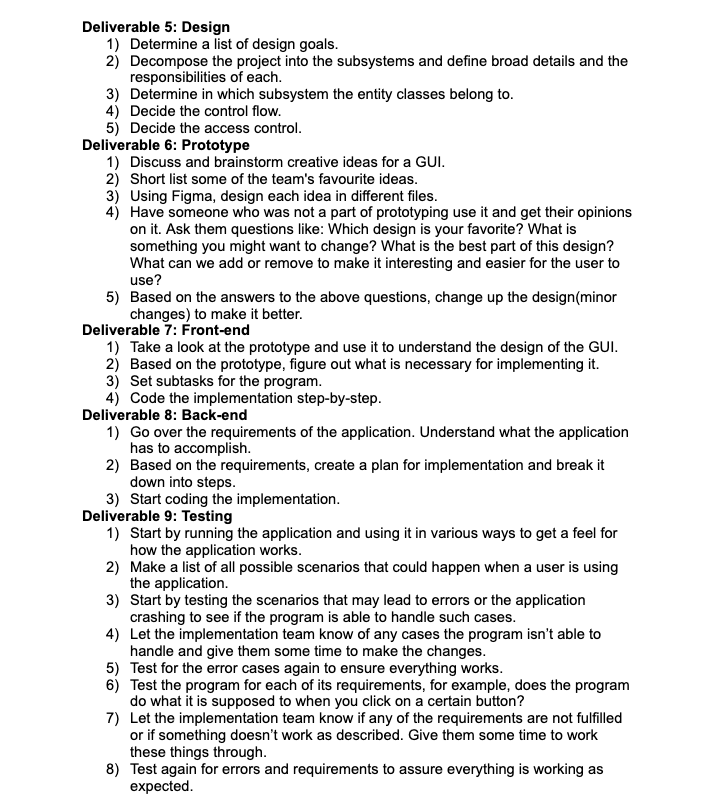 Deliverable 5: Design
1) Determine a list of design goals.
2) Decompose the project into the subsystems and define broad details and the
responsibilities of each.
3) Determine in which subsystem the entity classes belong to.
4) Decide the control flow.
5) Decide the access control.
Deliverable 6: Prototype
1) Discuss and brainstorm creative ideas for a GUI.
2) Short list some of the team's favourite ideas.
3) Using Figma, design each idea in different files.
4) Have someone who was not a part of prototyping use it and get their opinions
on it. Ask them questions like: Which design is your favorite? What is
something you might want to change? What is the best part of this design?
What can we add or remove to make it interesting and easier for the user to
use?
5) Based on the answers to the above questions, change up the design(minor
changes) to make it better.
Deliverable 7: Front-end
1) Take a look at the prototype and use it to understand the design of the GUI.
2) Based on the prototype, figure out what is necessary for implementing it.
3) Set subtasks for the program.
4) Code the implementation step-by-step.
Deliverable 8: Back-end
1) Go over the requirements of the application. Understand what the application
has to accomplish.
2) Based on the requirements, create a plan for implementation and break it
down into steps.
3) Start coding the implementation.
Deliverable 9: Testing
1) Start by running the application and using it in various ways to get a feel for
how the application works.
2) Make a list of all possible scenarios that could happen when a user is using
the application.
3) Start by testing the scenarios that may lead to errors or the application
crashing to see if the program is able to handle such cases.
4) Let the implementation team know of any cases the program isn’t able to
handle and give them some time to make the changes.
5) Test for the error cases again to ensure everything works.
6) Test the program for each of its requirements, for example, does the program
do what it is supposed to when you click on a certain button?
7) Let the implementation team know if any of the requirements are not fulfilled
or if something doesn’t work as described. Give them some time to work
these things through.
8) Test again for errors and requirements to assure everything is working as
expected.